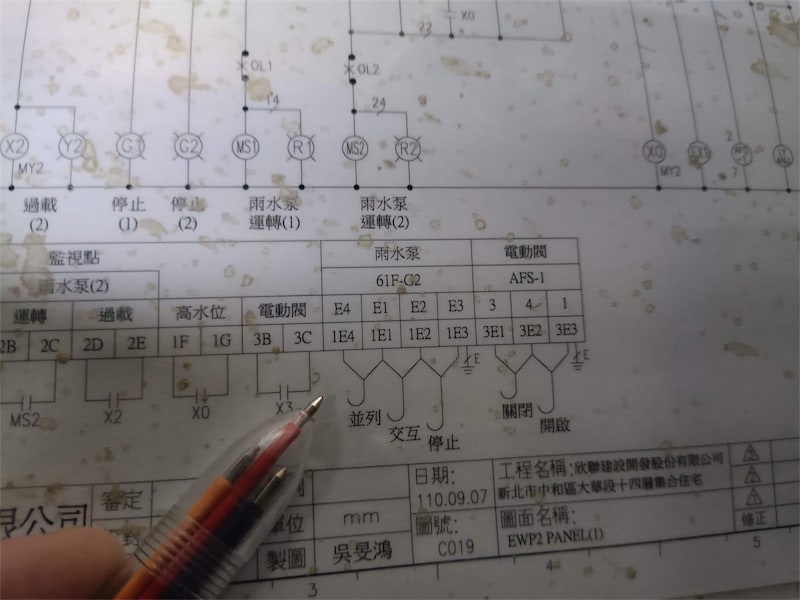 X0
22
OL1
OL2
14
24
X2 Y2 G1 G2 MS1 R1 MS2 R2 X0
MY2
MY2
2
7
過載 停止 停止 雨水泵 雨水泵
(2) (1) (2) 運轉(1) 運轉(2)
監視點 雨水泵 電動閥
雨水泵(2) 61F-G2 AFS-1
運轉 過載 高水位 電動閥 E4 E1 E2 E3 3 4 1
2B 2C 2D 2E 1F 1G 3B 3C 1E4 1E1 1E2 1E3 3E1 3E2 3E3
E E
MS2 X2 X0 X3
並列 交互 停止 關閉 開啟
限公司
審定
單位 mm
製圖 吳旻鴻
日期:
110.09.07
圖號:
C019
工程名稱:欣聯建設開發股份有限公司
新北市中和區大華段十四層集合住宅
圖面名稱:
EWP2 PANEL(1)
修正
3 4 5